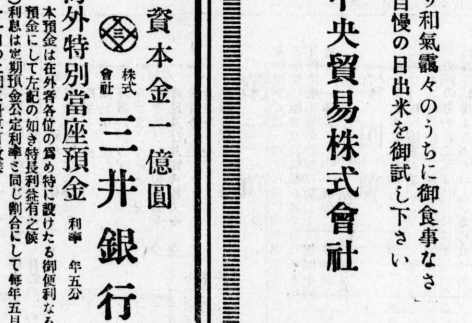 り和氣靄々のうちに御食事なさ
自慢の日出米を御試し下さい
中央貿易株式會社
資本金一億圓
株式會社 三井銀行
海外特別當座預金 利率 年五分
本預金は在外者各位の爲め特に設けたる御便利なる
預金にして左記の如き特長利益有之候
利息は定期預金公定利率と同じ割合にして毎年五月